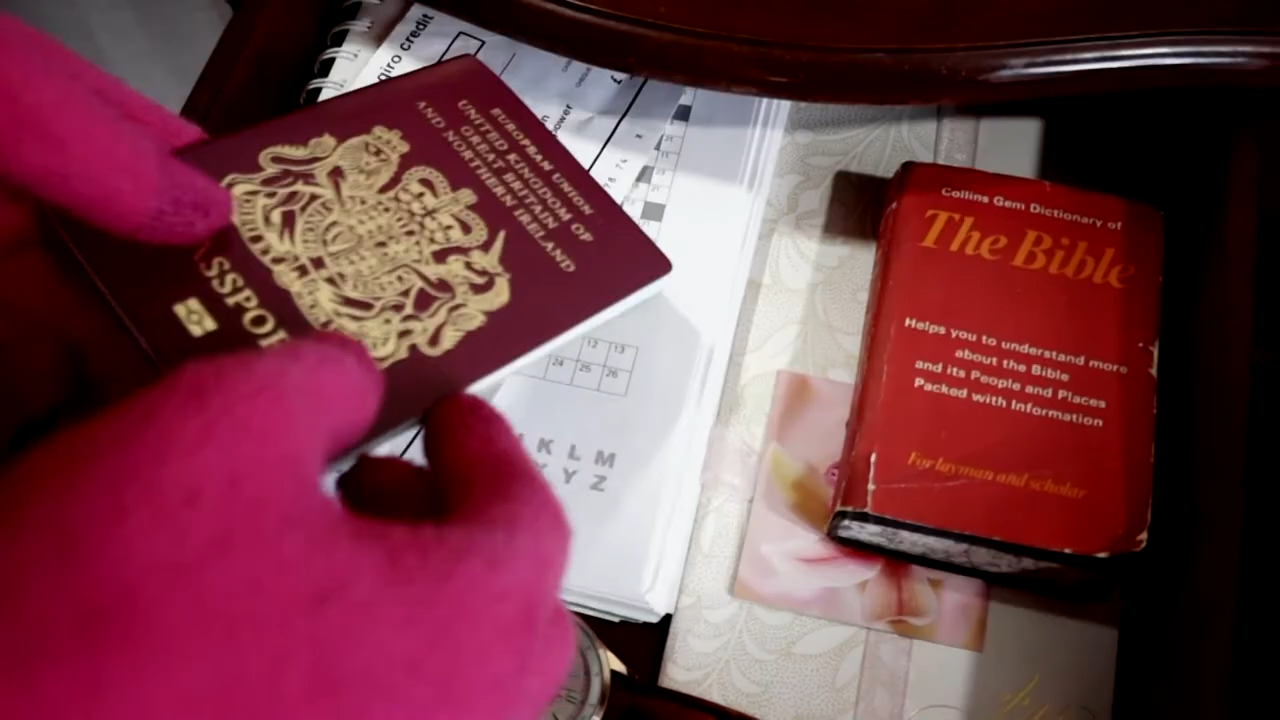 EUROPEAN UNION
UNITED KINGDOM OF
GREAT BRITAIN
AND NORTHERN IRELAND
giro credit
£
12 13
24 25 26
K L M
Y Z
Collins Gem Dictionary of
The Bible
Helps you to understand more
about the Bible
and its People and Places
Packed with Information
For layman and scholar